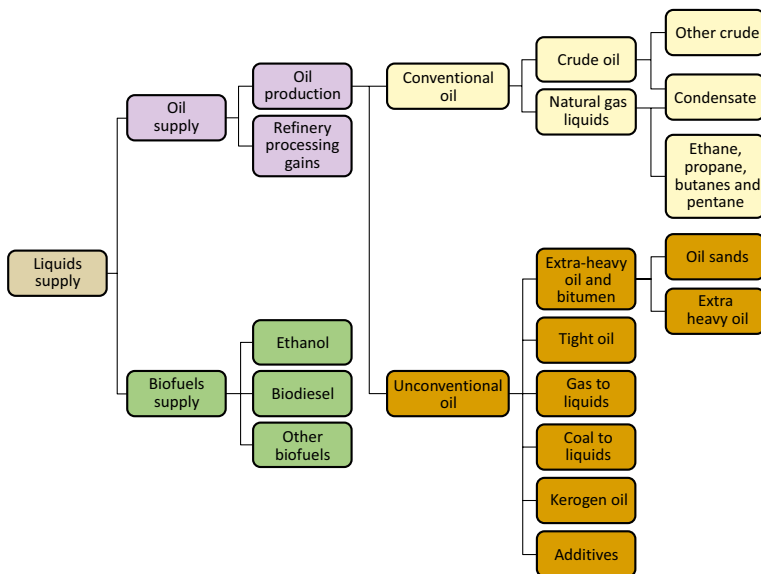 Liquids
supply
Oil
supply
Biofuels
supply
Oil
production
Refinery
processing
gains
Ethanol
Biodiesel
Other
biofuels
Conventional
oil
Unconventional
oil
Crude oil
Natural gas
liquids
Other crude
Condensate
Ethane,
propane,
butanes and
pentane
Extra-heavy
oil and
bitumen
Tight oil
Gas to
liquids
Coal to
liquids
Kerogen oil
Additives
Oil sands
Extra
heavy oil